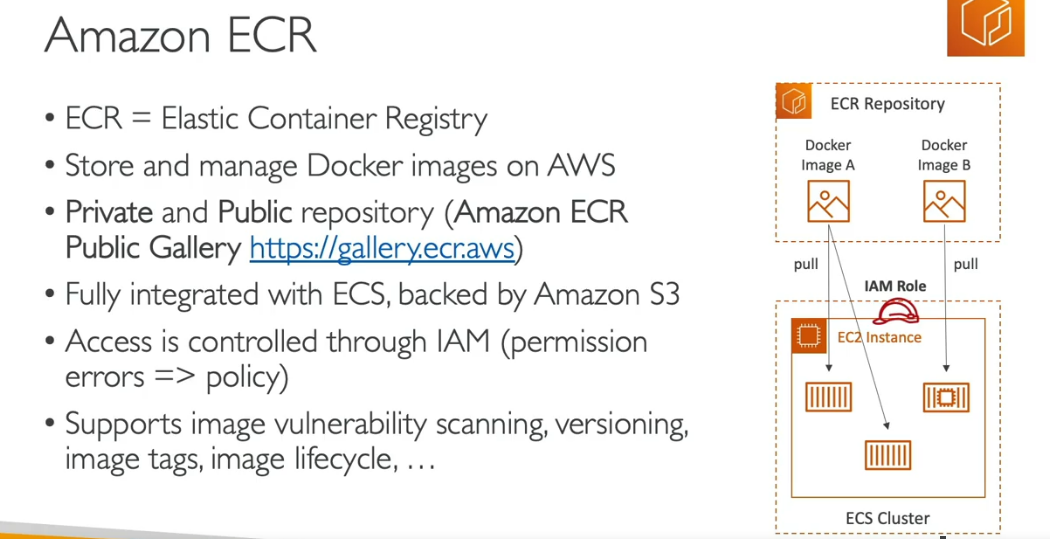 Amazon ECR
• ECR = Elastic Container Registry
• Store and manage Docker images on AWS
• Private and Public repository (Amazon ECR
Public Gallery https://gallery.ecr.aws)
• Fully integrated with ECS, backed by Amazon S3
• Access is controlled through IAM (permission
errors => policy)
• Supports image vulnerability scanning, versioning,
image tags, image lifecycle, …
ECR Repository
Docker
Image A
Docker
Image B
pull
pull
IAM Role
EC2 Instance
ECS Cluster